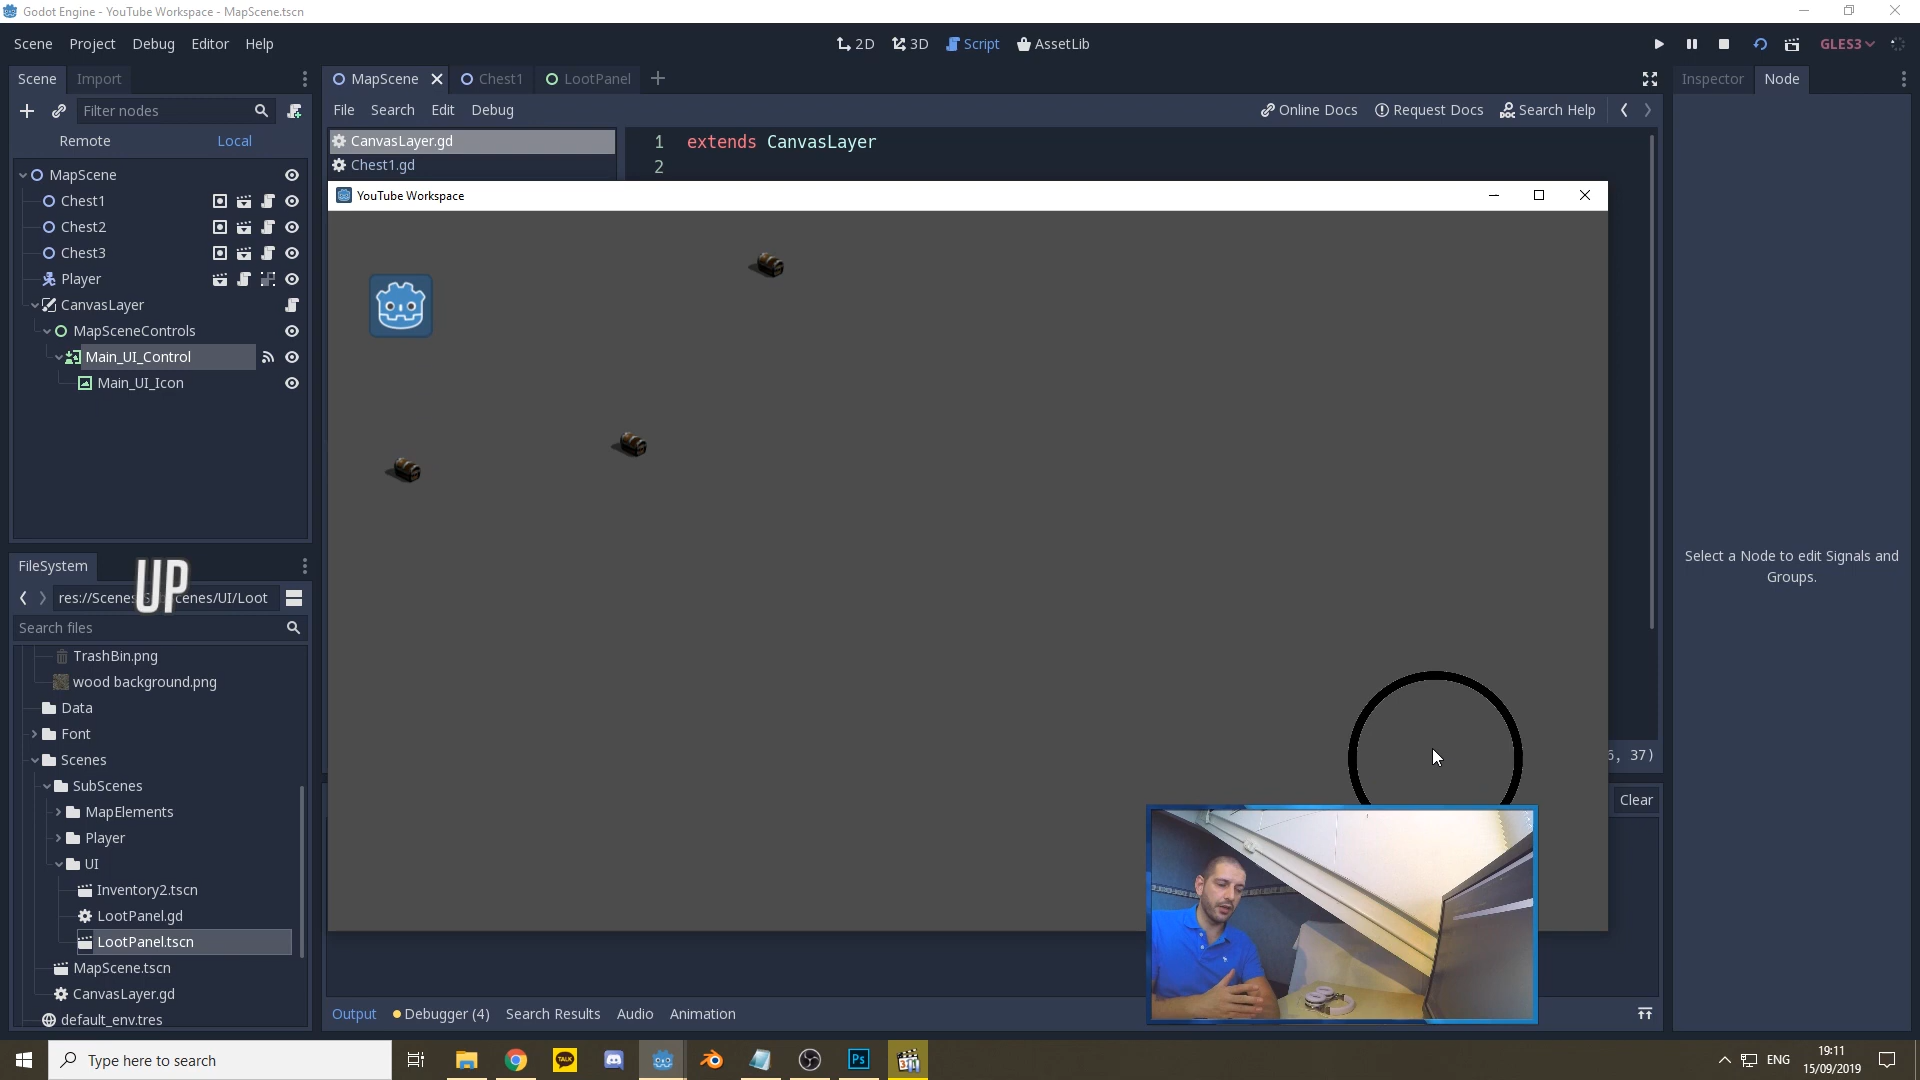 Godot Engine - YouTube Workspace - MapScene.tscn
Scene Project Debug Editor Help
2D 3D Script AssetLib
GLES3
Scene Import
MapScene Chest1 LootPanel
Inspector Node
Filter nodes
File Search Edit Debug
Online Docs Request Docs Search Help
Remote Local
CanvasLayer.gd
Chest1.gd
1 extends CanvasLayer
2
MapScene
Chest1
Chest2
Chest3
Player
CanvasLayer
MapSceneControls
Main_UI_Control
Main_UI_Icon
YouTube Workspace
Select a Node to edit Signals and
Groups.
FileSystem
UP
res://Scenes enes/UI/Loot
Search files
TrashBin.png
wood background.png
Data
Font
Scenes
SubScenes
MapElements
Player
UI
Inventory2.tscn
LootPanel.gd
LootPanel.tscn
MapScene.tscn
CanvasLayer.gd
default_env.tres
, 37)
Clear
Output Debugger (4) Search Results Audio Animation
Type here to search
TALK
Ps
ENG
19:11
15/09/2019